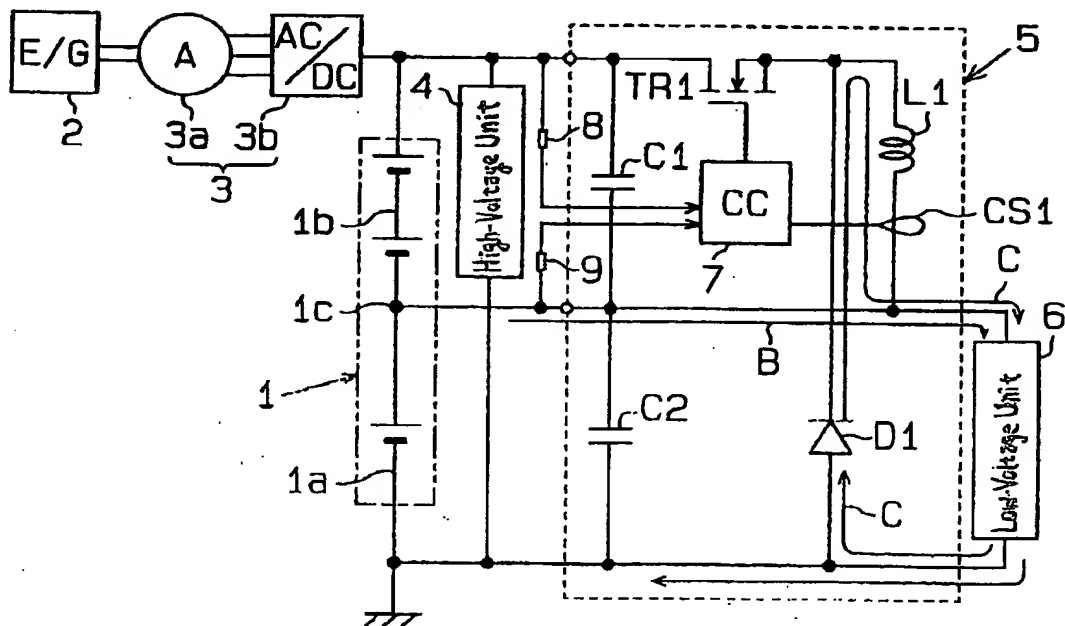 E/G
A
AC/DC
2
3a
3b
3
4
High-Voltage Unit
8
C1
TR1
5
L1
CC
7
CS1
1b
9
1c
C
6
B
1
C2
D1
Low-Voltage Unit
1a
C